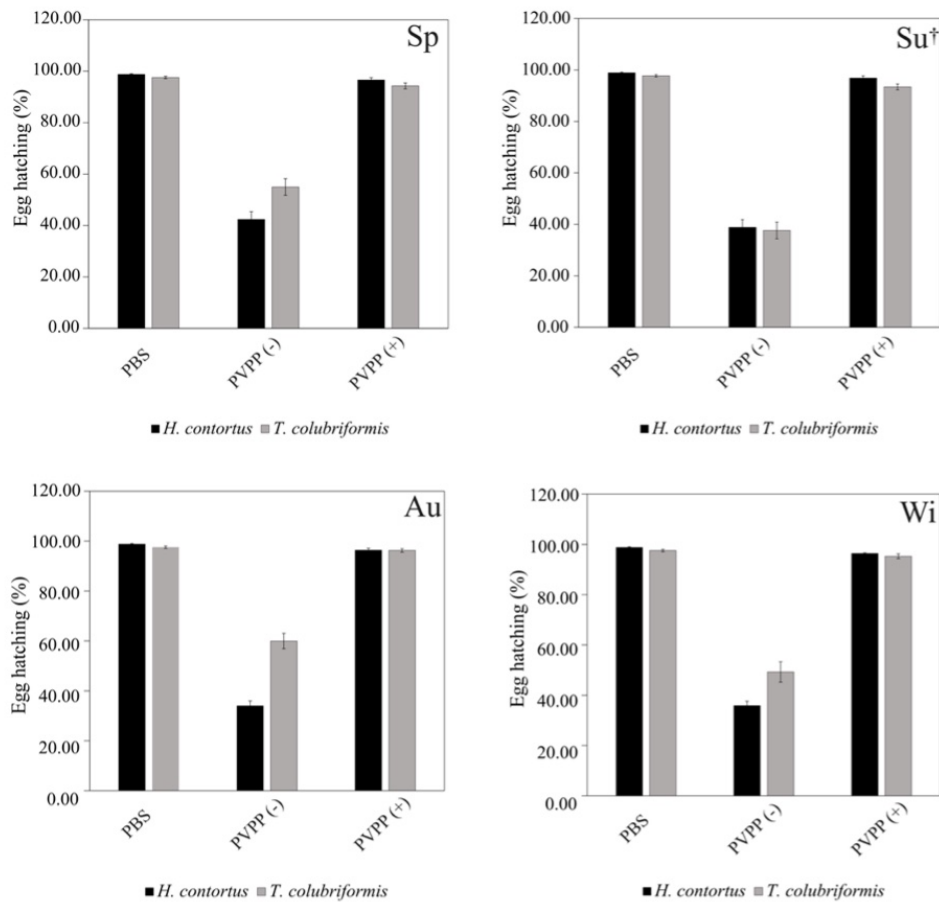 120.00
Sp
100.00
80.00
60.00
40.00
20.00
0.00
Egg hatching (%)
PBS
PVPP (-)
PVPP (+)
H. contortus T. colubriformis
120.00
Su†
100.00
80.00
60.00
40.00
20.00
0.00
Egg hatching (%)
PBS
PVPP (-)
PVPP (+)
H. contortus T. colubriformis
120.00
Au
100.00
80.00
60.00
40.00
20.00
0.00
Egg hatching (%)
PBS
PVPP (-)
PVPP (+)
H. contortus T. colubriformis
120.00
Wi
100.00
80.00
60.00
40.00
20.00
0.00
Egg hatching (%)
PBS
PVPP (-)
PVPP (+)
H. contortus T. colubriformis